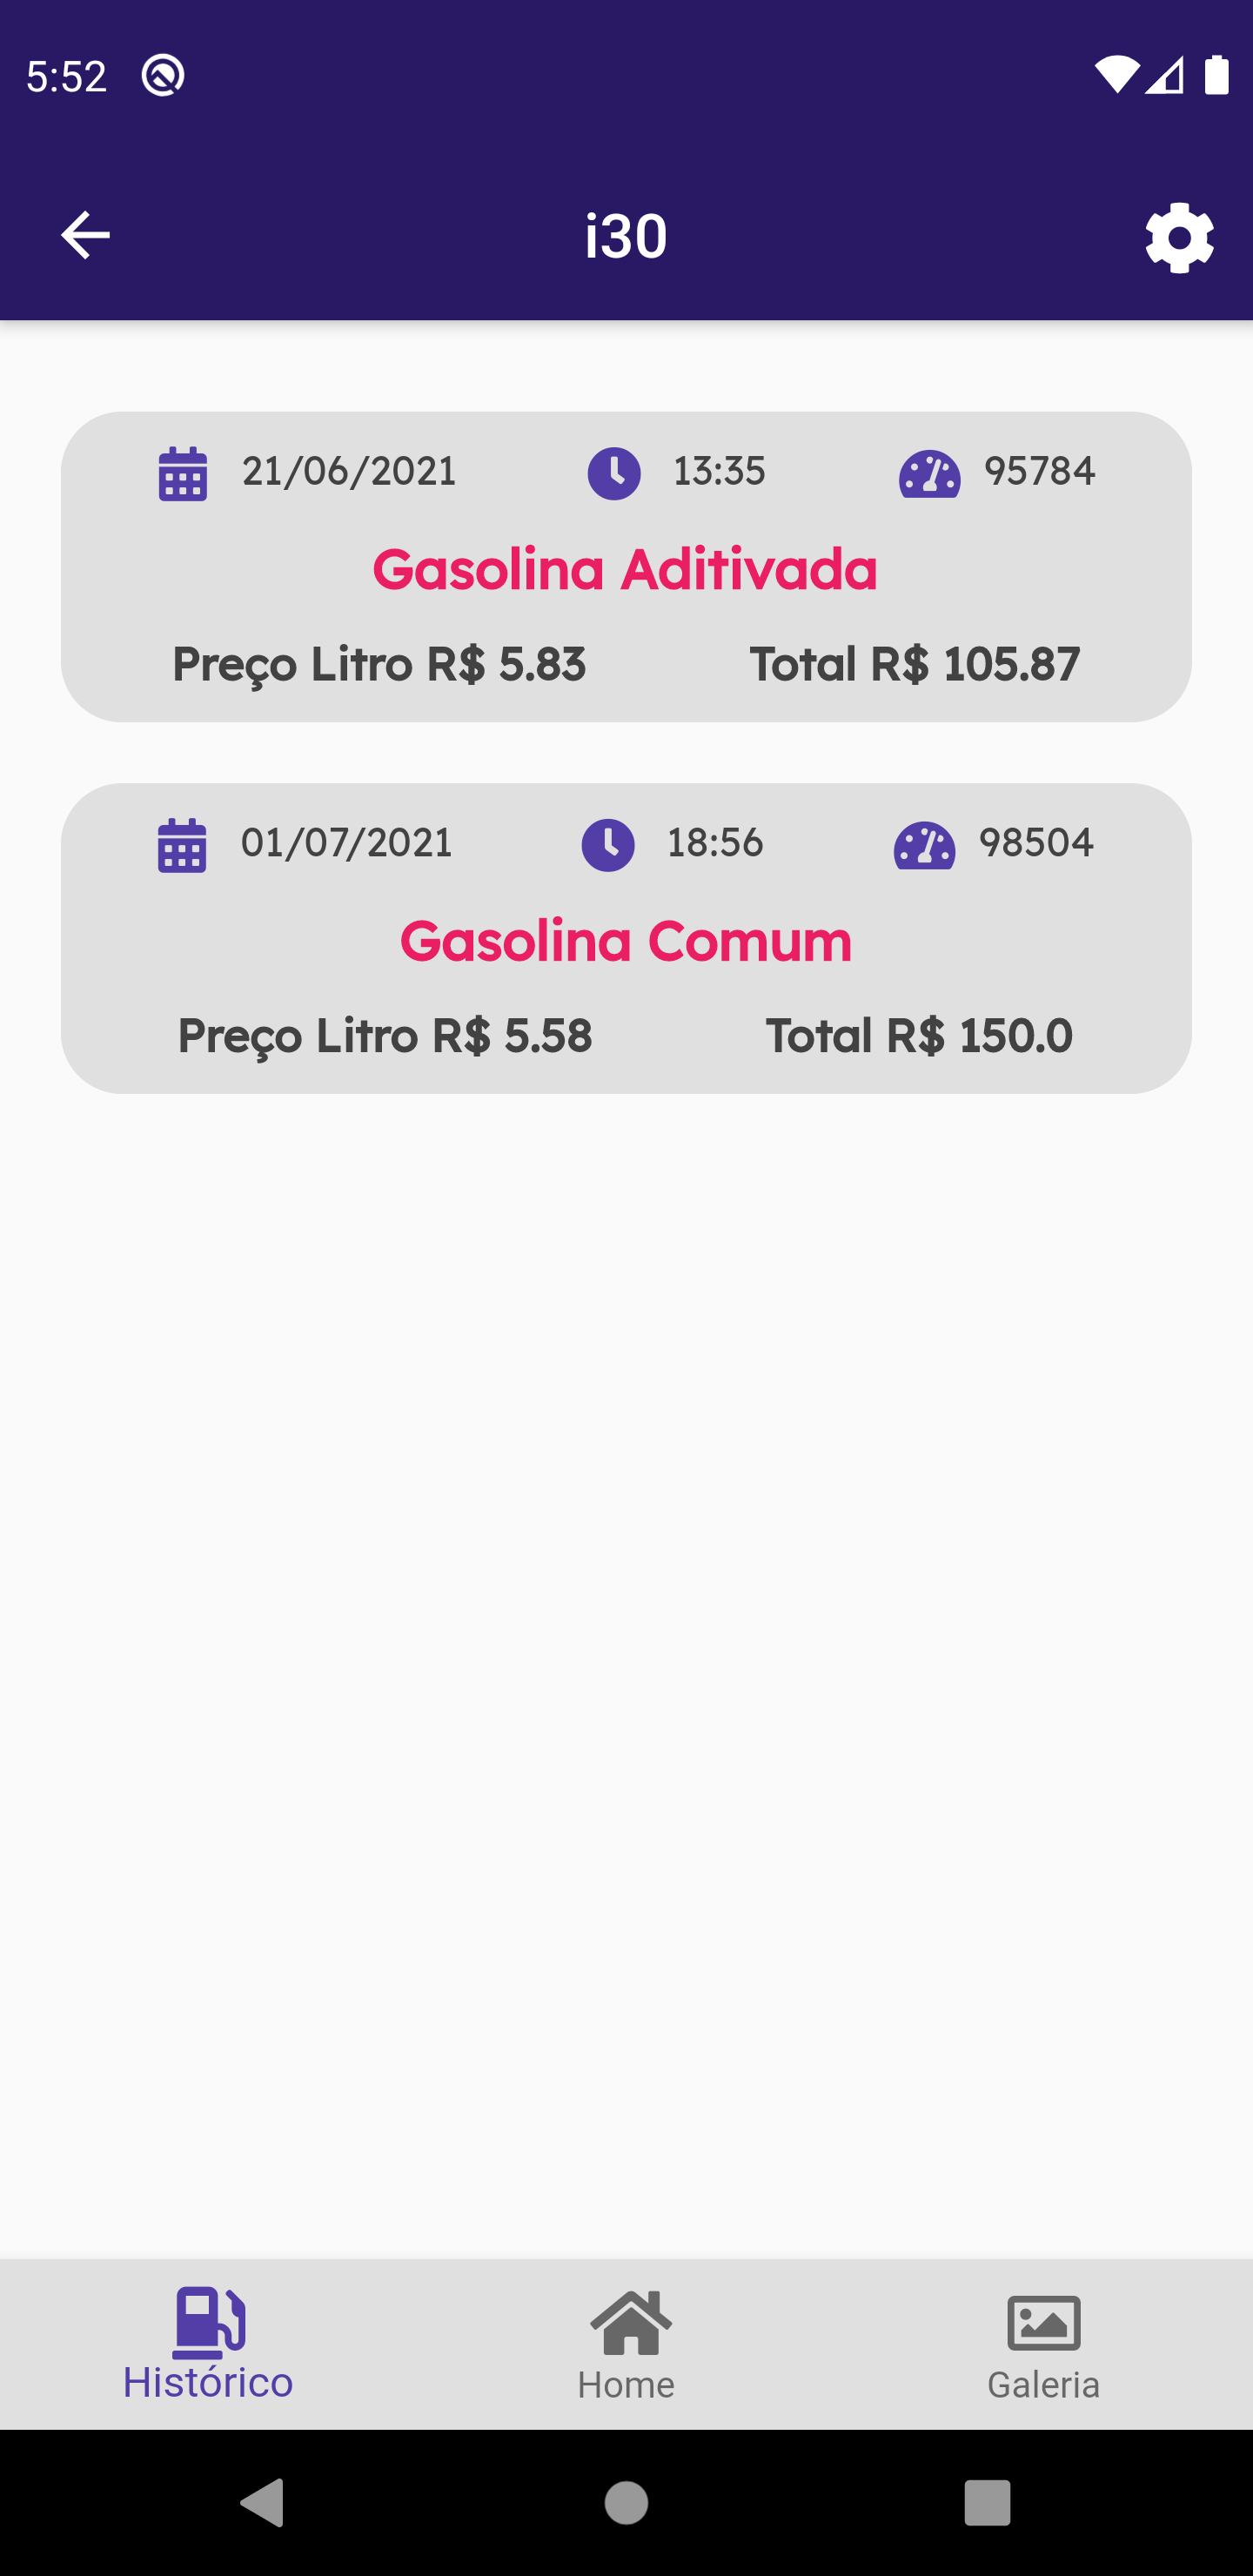 5:52
i30
21/06/2021 13:35 95784
Gasolina Aditivada
Preço Litro R$ 5.83 Total R$ 105.87
01/07/2021 18:56 98504
Gasolina Comum
Preço Litro R$ 5.58 Total R$ 150.0
Histórico Home Galeria